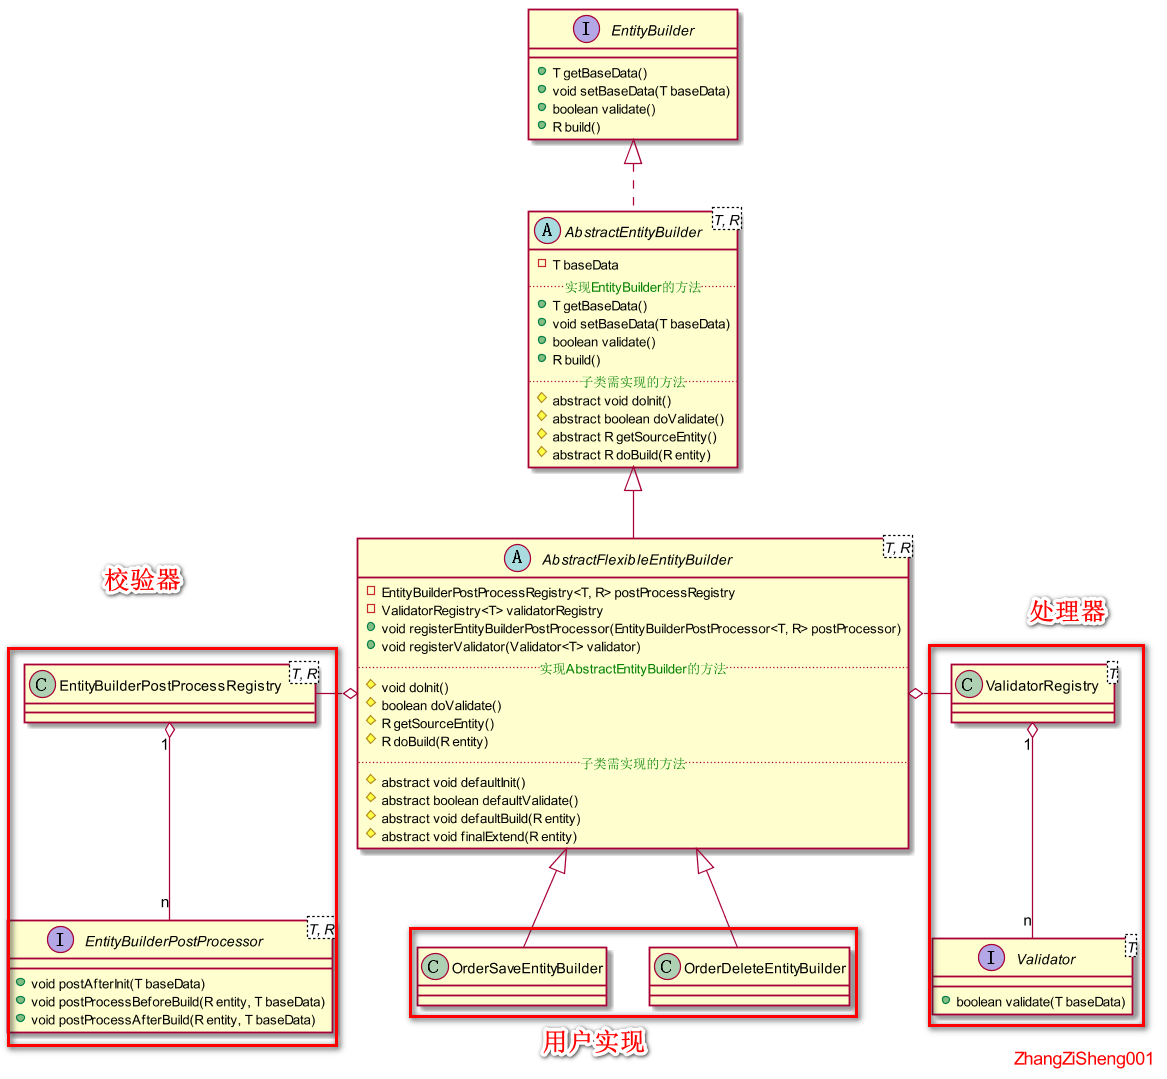 I EntityBuilder
T getBaseData()
void setBaseData(T baseData)
boolean validate()
R build()
A AbstractEntityBuilder
T, R
T baseData
实现EntityBuilder的方法
T getBaseData()
void setBaseData(T baseData)
boolean validate()
R build()
子类需实现的方法
abstract void doInit()
abstract boolean doValidate()
abstract R getSourceEntity()
abstract R doBuild(R entity)
A AbstractFlexibleEntityBuilder
T, R
EntityBuilderPostProcessRegistry<T, R> postProcessRegistry
ValidatorRegistry<T> validatorRegistry
void registerEntityBuilderPostProcessor(EntityBuilderPostProcessor<T, R> postProcessor)
void registerValidator(Validator<T> validator)
实现AbstractEntityBuilder的方法
void doInit()
boolean doValidate()
R getSourceEntity()
R doBuild(R entity)
子类需实现的方法
abstract void defaultInit()
abstract boolean defaultValidate()
abstract void defaultBuild(R entity)
abstract void finalExtend(R entity)
校验器
C EntityBuilderPostProcessRegistry
T, R
1
n
I EntityBuilderPostProcessor
T, R
void postAfterInit(T baseData)
void postProcessBeforeBuild(R entity, T baseData)
void postProcessAfterBuild(R entity, T baseData)
处理器
C ValidatorRegistry
T
1
n
I Validator
T
boolean validate(T baseData)
C OrderSaveEntityBuilder
C OrderDeleteEntityBuilder
用户实现
ZhangZiSheng001